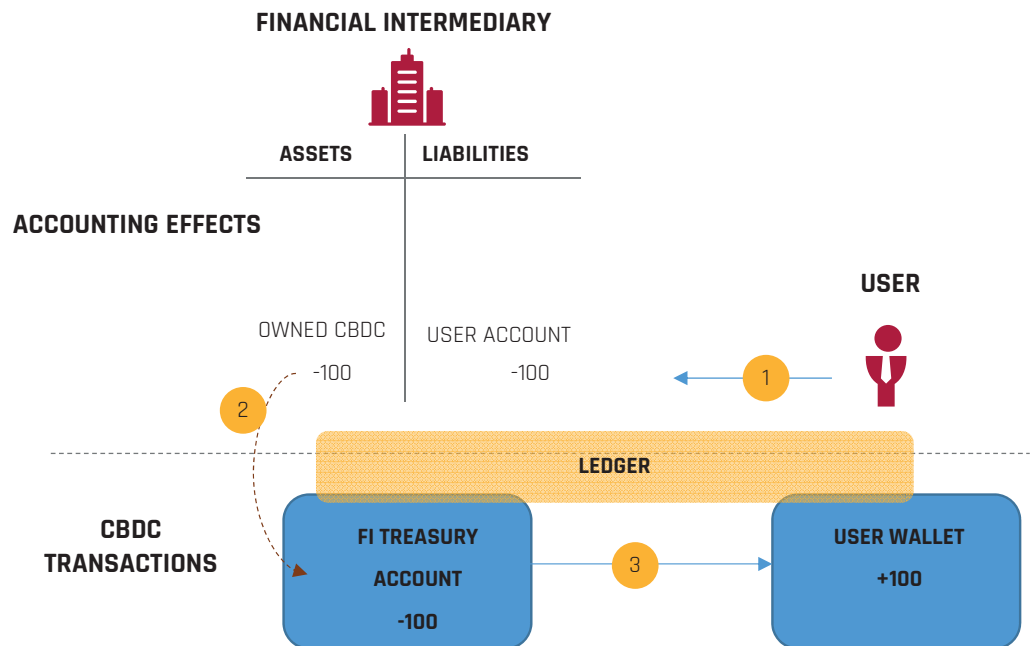 FINANCIAL INTERMEDIARY
ASSETS
LIABILITIES
ACCOUNTING EFFECTS
USER
OWNED CBDC
USER ACCOUNT
-100
-100
1
2
LEDGER
CBDC
TRANSACTIONS
FI TREASURY
ACCOUNT
-100
3
USER WALLET
+100